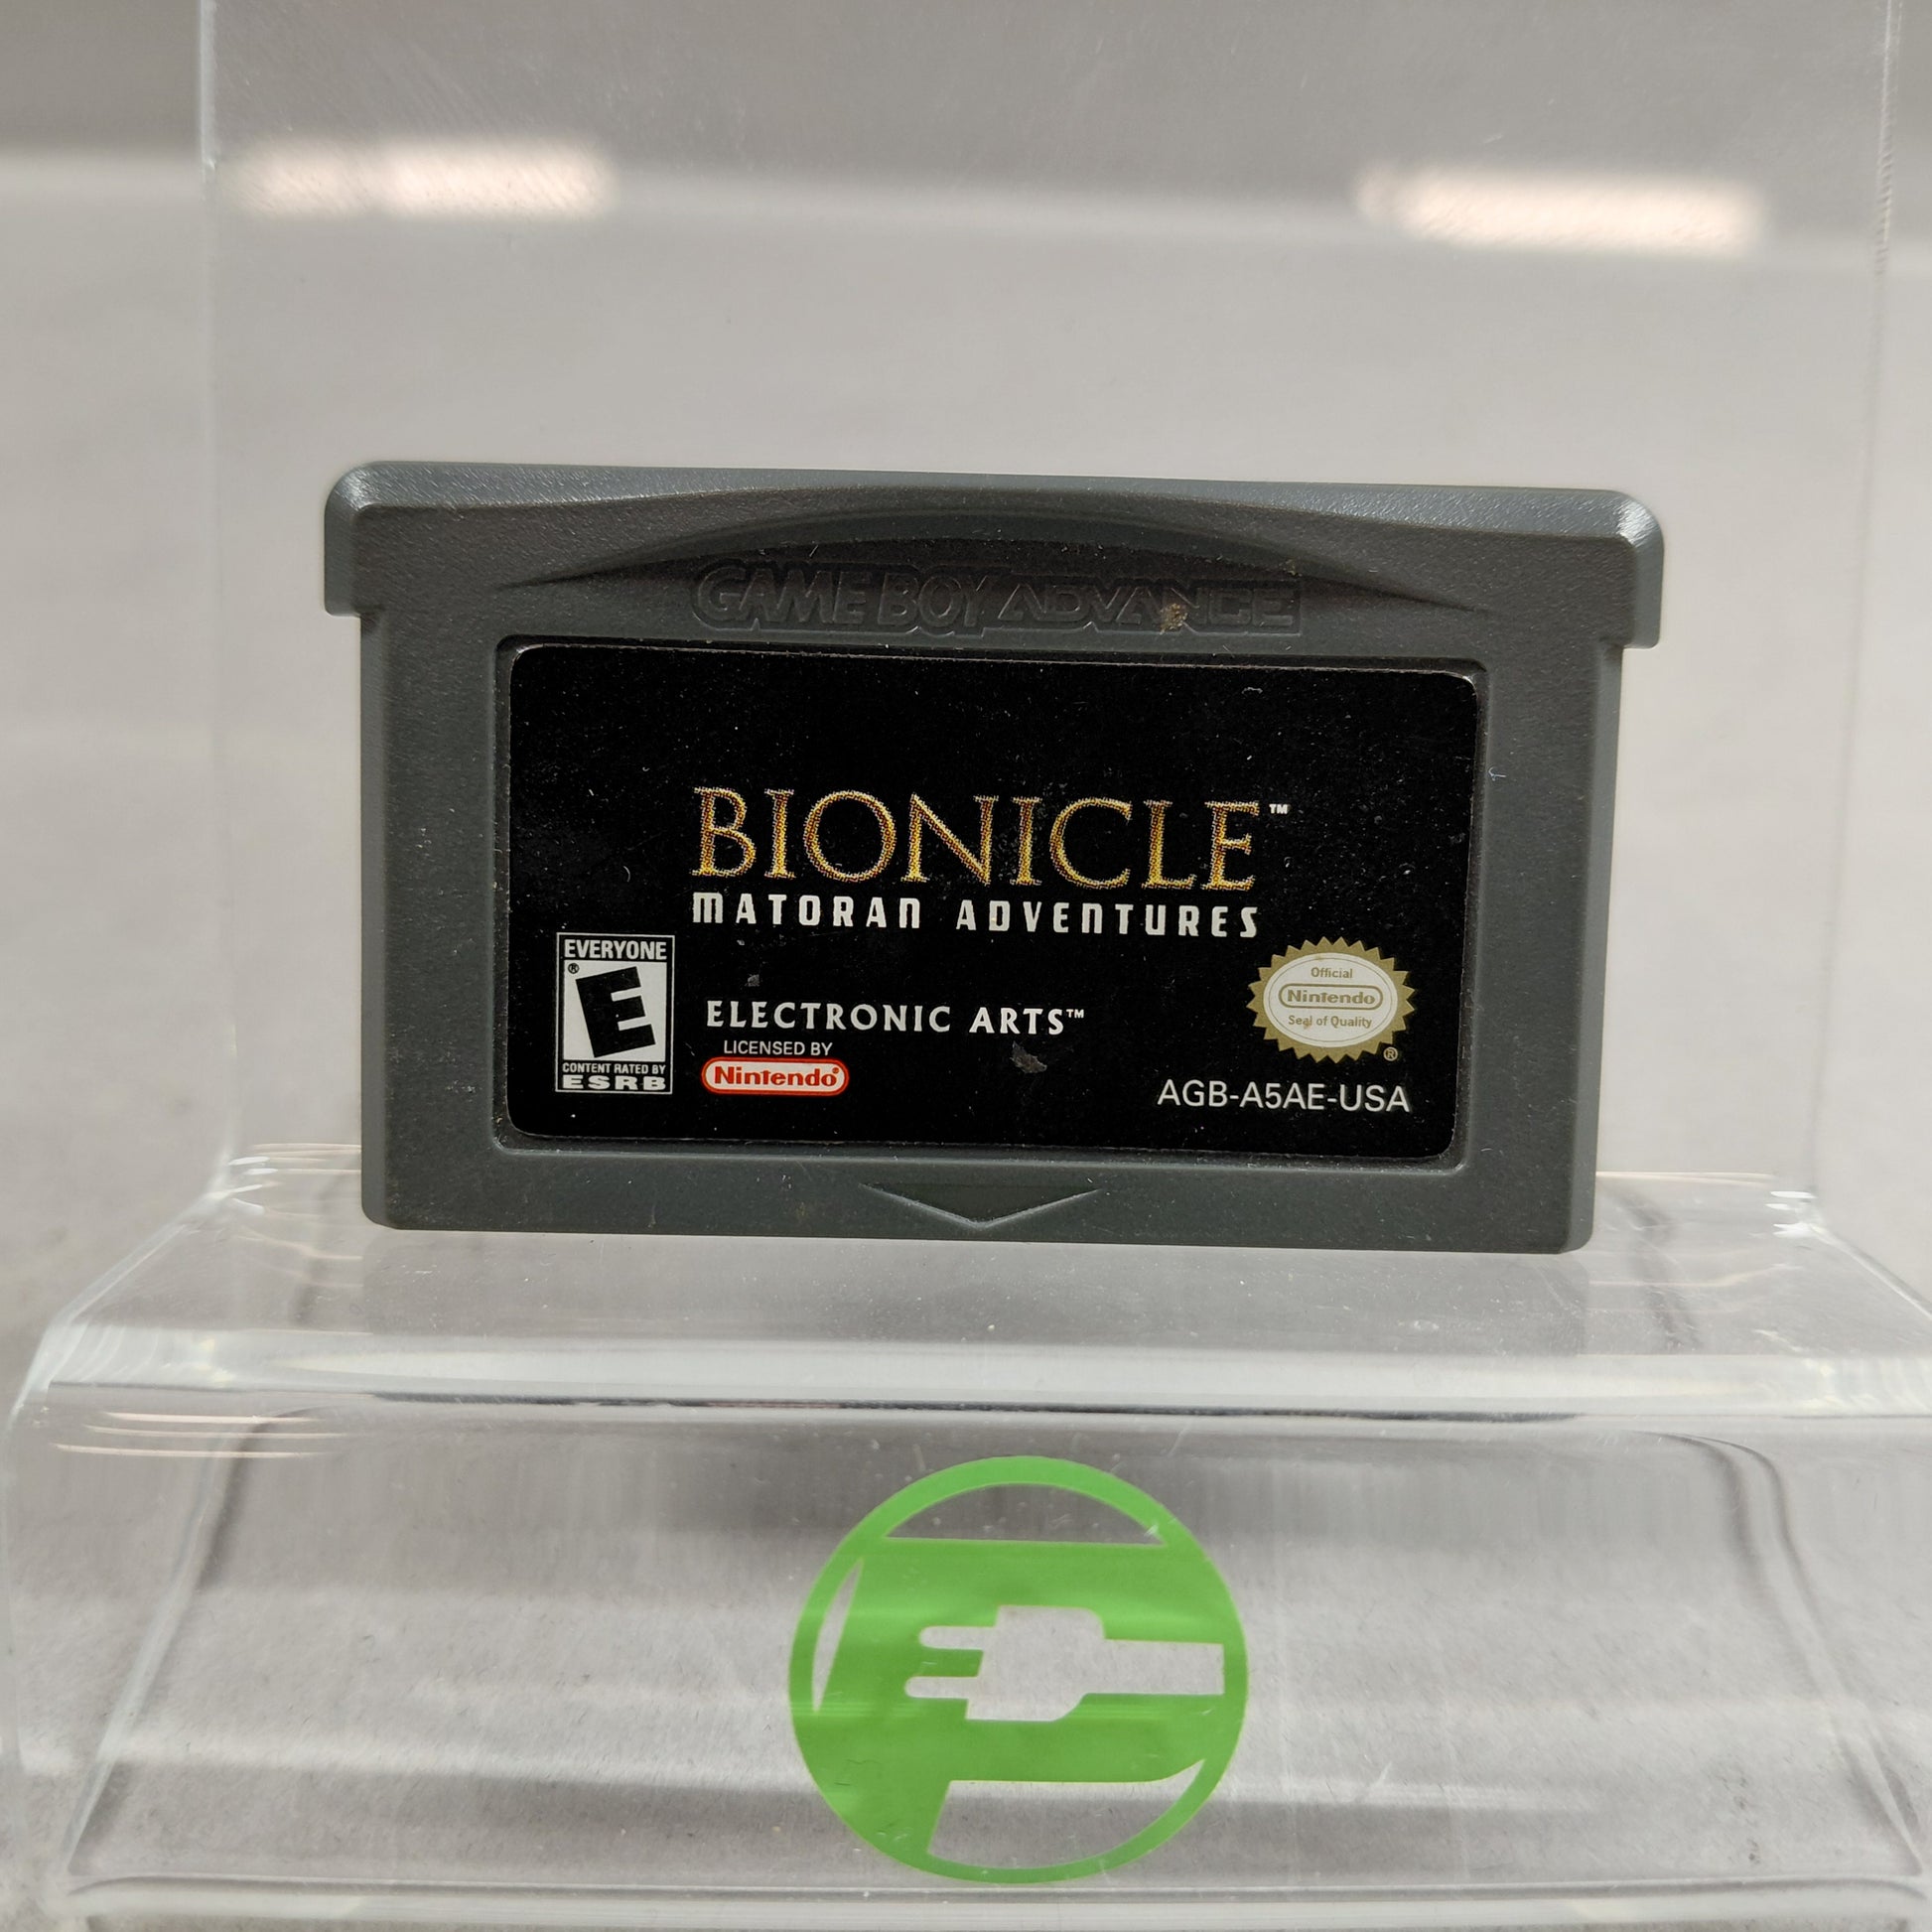 GAME BOY ADVANCE
BIONICLE™
MATORAN ADVENTURES
EVERYONE
E®
CONTENT RATED BY
ESRB
ELECTRONIC ARTS™
LICENSED BY
Nintendo®
Official
Nintendo
Seal of Quality
®
AGB-A5AE-USA